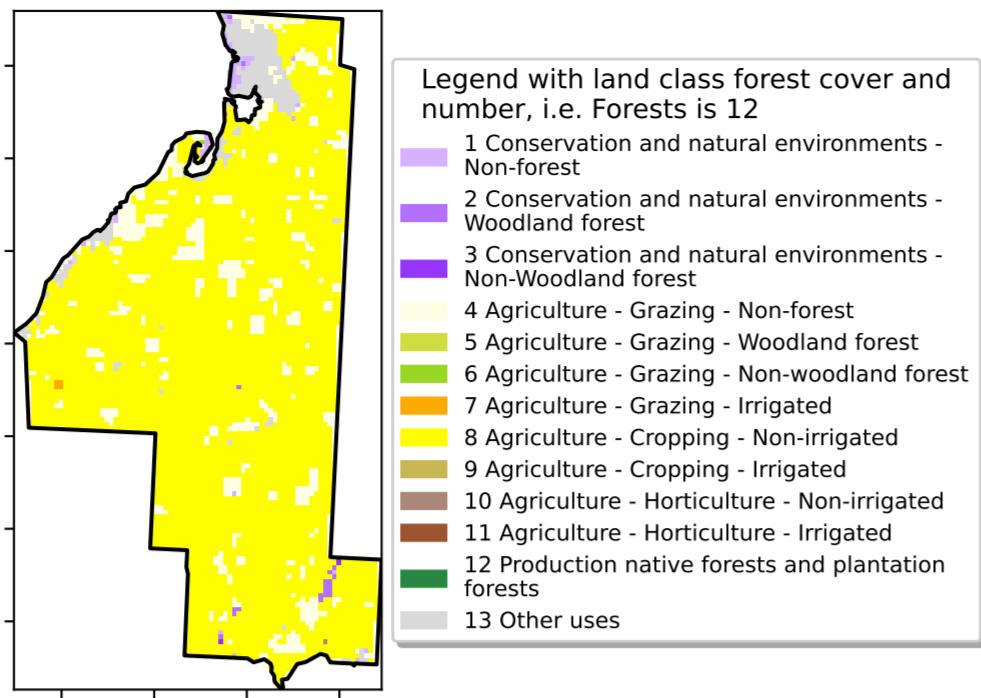 Legend with land class forest cover and
number, i.e. Forests is 12
1 Conservation and natural environments -
Non-forest
2 Conservation and natural environments -
Woodland forest
3 Conservation and natural environments -
Non-Woodland forest
4 Agriculture - Grazing - Non-forest
5 Agriculture - Grazing - Woodland forest
6 Agriculture - Grazing - Non-woodland forest
7 Agriculture - Grazing - Irrigated
8 Agriculture - Cropping - Non-irrigated
9 Agriculture - Cropping - Irrigated
10 Agriculture - Horticulture - Non-irrigated
11 Agriculture - Horticulture - Irrigated
12 Production native forests and plantation
forests
13 Other uses